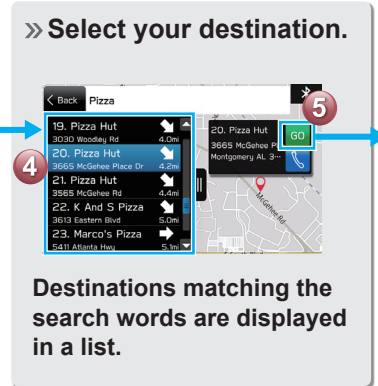 » Select your destination.
< Back Pizza
19. Pizza Hut
3030 Woodley Rd 4.0mi
20. Pizza Hut
3665 McGehee Place Dr 4.2mi
21. Pizza Hut
3565 McGehee Rd 4.4mi
22. K And S Pizza
3613 Eastern Blvd 5.0mi
23. Marco's Pizza
5411 Atlanta Hwy 5.1mi
4
5
20. Pizza Hut GO
3665 McGehee Pl
Montgomery AL 3···
McGehee Rd
Destinations matching the
search words are displayed
in a list.